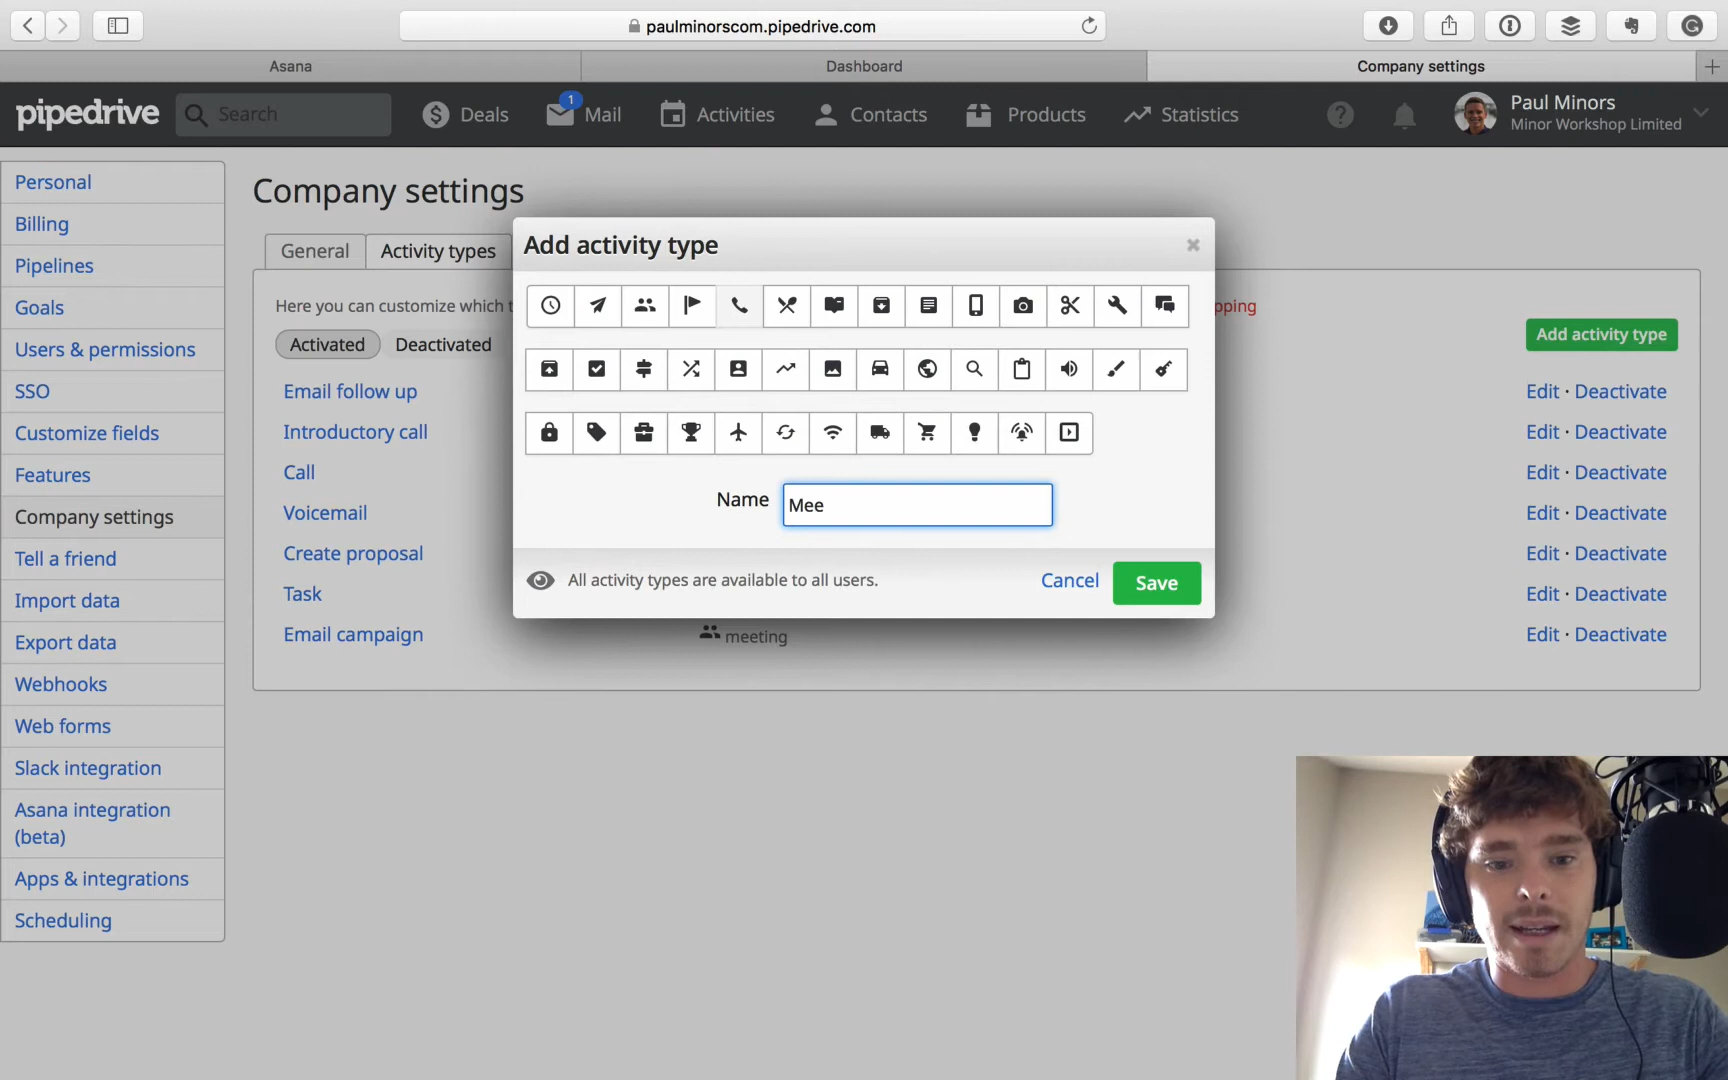 paulminorscom.pipedrive.com
Asana
Dashboard
Company settings
pipedrive
Search
Deals
1
Mail
Activities
Contacts
Products
Statistics
Paul Minors
Minor Workshop Limited
Personal
Billing
Pipelines
Goals
Users & permissions
SSO
Customize fields
Features
Company settings
Tell a friend
Import data
Export data
Webhooks
Web forms
Slack integration
Asana integration
(beta)
Apps & integrations
Scheduling
Company settings
General
Activity types
Here you can customize which t
pping
Activated
Deactivated
Add activity type
Email follow up
Edit · Deactivate
Introductory call
Edit · Deactivate
Call
Edit · Deactivate
Voicemail
Edit · Deactivate
Create proposal
Edit · Deactivate
Task
Edit · Deactivate
Email campaign
meeting
Edit · Deactivate
Add activity type
Name
Mee
All activity types are available to all users.
Cancel
Save